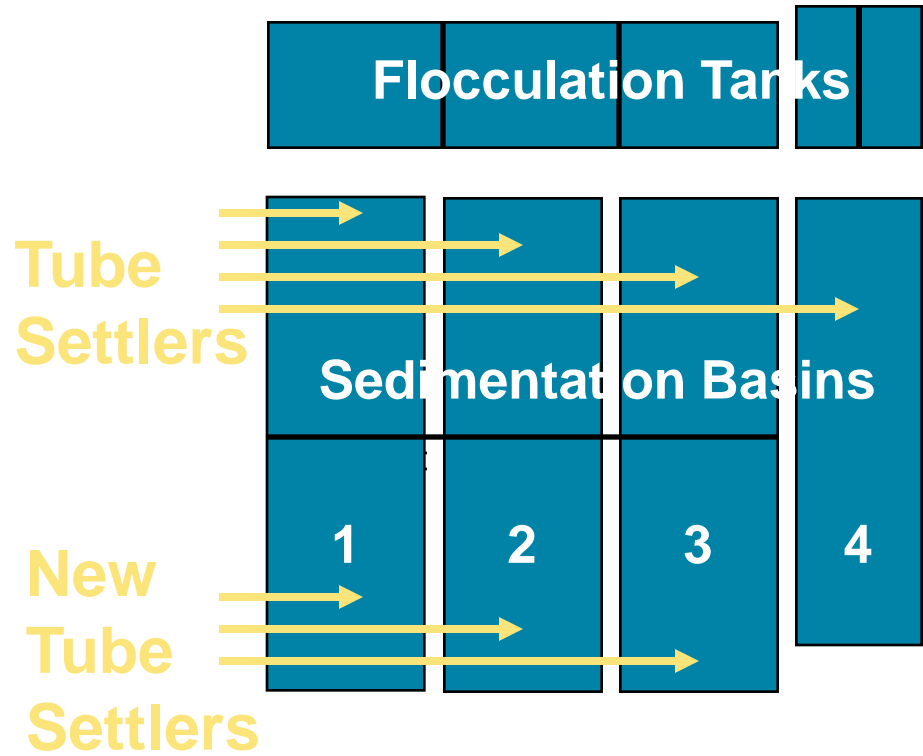 Flocculation Tanks
Tube
Settlers
Sedimentation Basins
1 2 3 4
New
Tube
Settlers